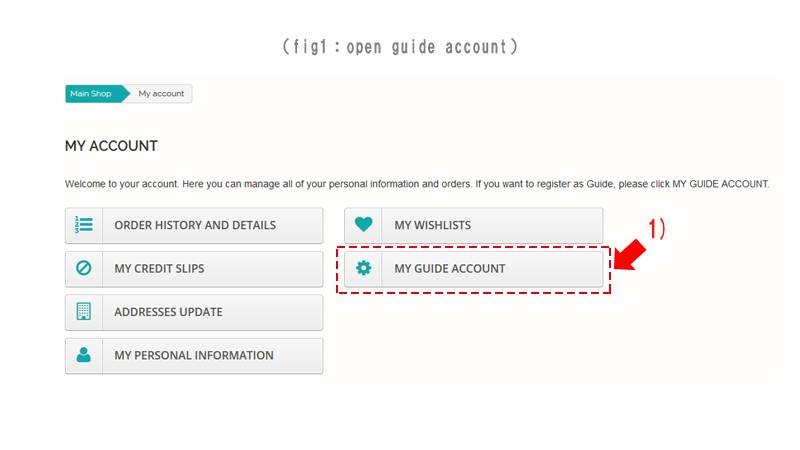 (fig1：open guide account)
Main Shop
My account
MY ACCOUNT
Welcome to your account. Here you can manage all of your personal information and orders. If you want to register as Guide, please click MY GUIDE ACCOUNT.
ORDER HISTORY AND DETAILS
MY WISHLISTS
1)
MY CREDIT SLIPS
MY GUIDE ACCOUNT
ADDRESSES UPDATE
MY PERSONAL INFORMATION